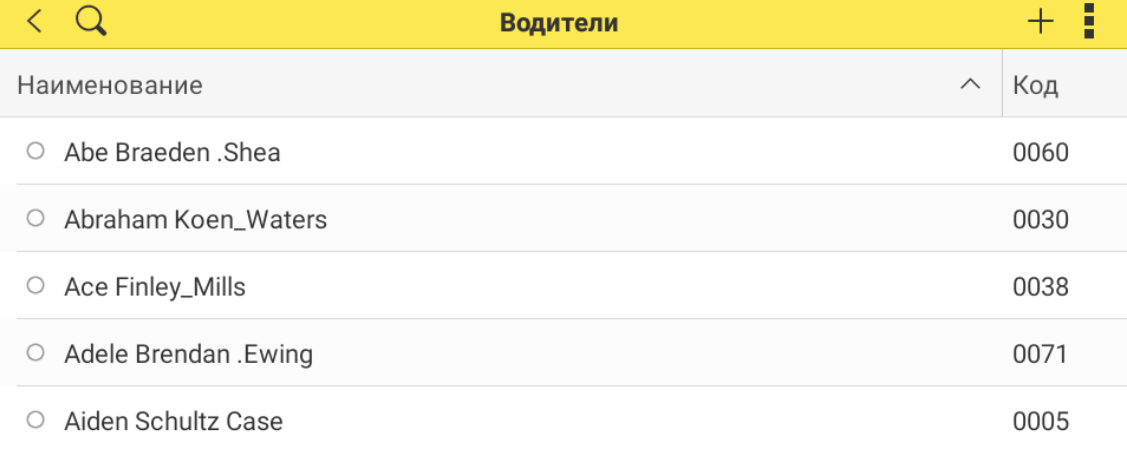 Водители
Наименование Код
Abe Braeden .Shea 0060
Abraham Koen_Waters 0030
Ace Finley_Mills 0038
Adele Brendan .Ewing 0071
Aiden Schultz Case 0005